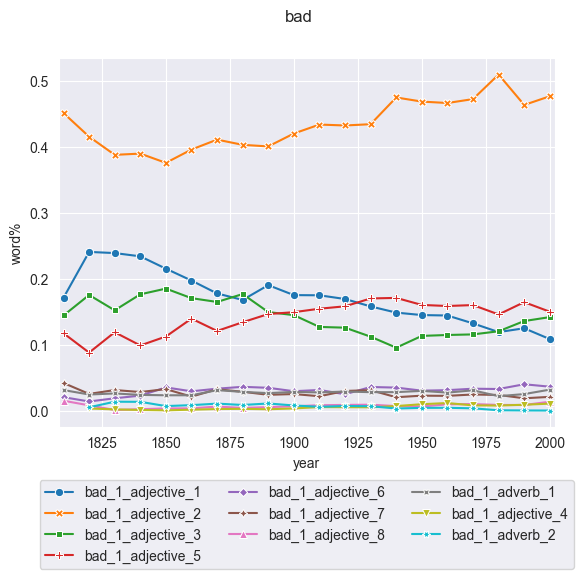 bad
0.5
0.4
0.3
0.2
0.1
0.0
word%
1825 1850 1875 1900 1925 1950 1975 2000
year
bad_1_adjective_1 bad_1_adjective_6 bad_1_adverb_1
bad_1_adjective_2 bad_1_adjective_7 bad_1_adjective_4
bad_1_adjective_3 bad_1_adjective_8 bad_1_adverb_2
bad_1_adjective_5